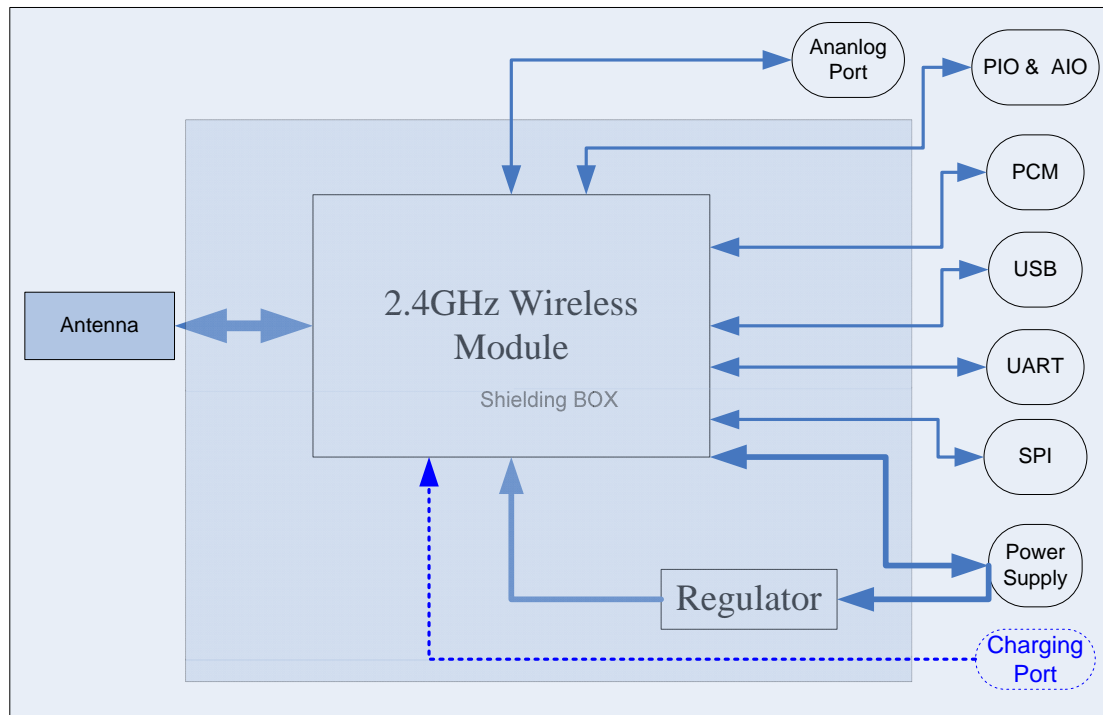 Ananlog
Port
PIO & AIO
PCM
USB
2.4GHz Wireless
Module
Antenna
UART
Shielding BOX
SPI
Power
Supply
Regulator
Charging
Port